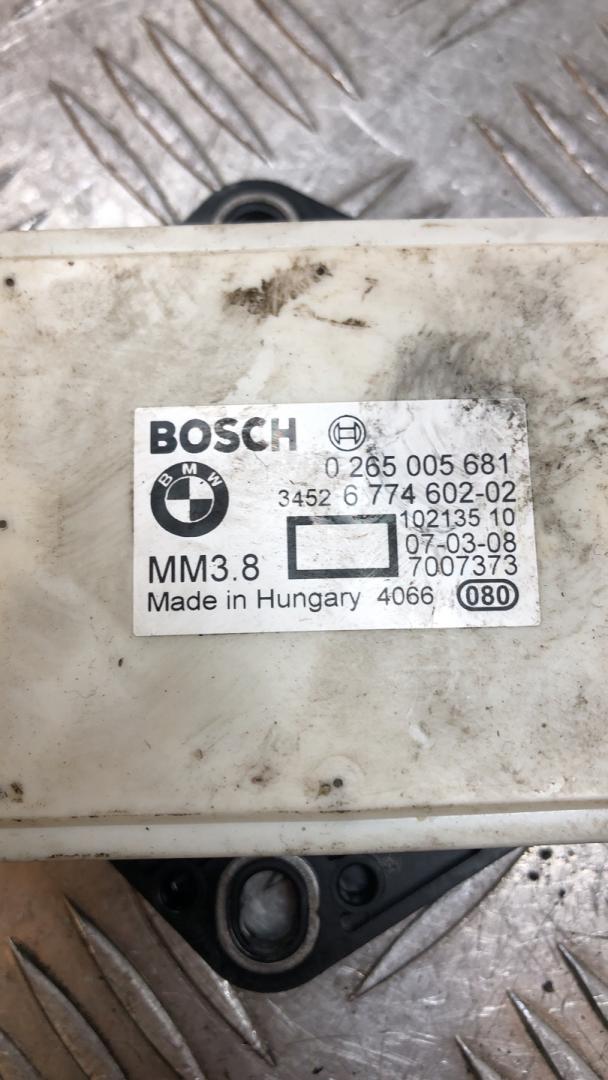 BOSCH
0 265 005 681
BMW
3452 6 774 602-02
102135 10
07-03-08
MM3.8
7007373
Made in Hungary 4066 080